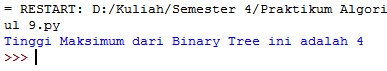 = RESTART: D:/Kuliah/Semester 4/Praktikum Algori
ul 9.py
Tinggi Maksimum dari Binary Tree ini adalah 4
>>>